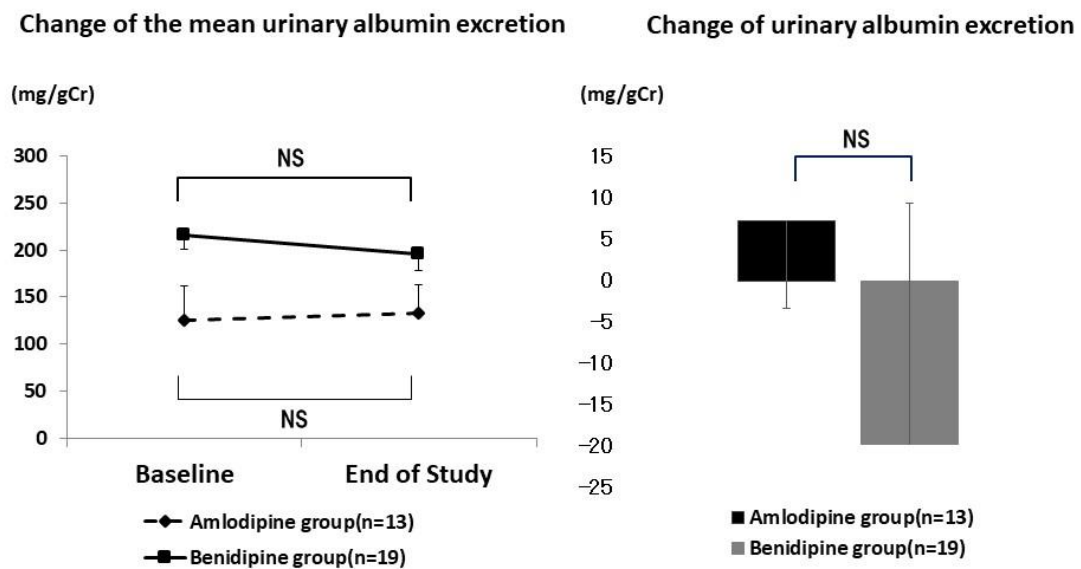 Change of the mean urinary albumin excretion
(mg/gCr)
300
250
200
150
100
50
0
NS
NS
Baseline End of Study
Amlodipine group(n=13)
Benidipine group(n=19)
Change of urinary albumin excretion
(mg/gCr)
15
10
5
0
−5
−10
−15
−20
−25
NS
Amlodipine group(n=13)
Benidipine group(n=19)